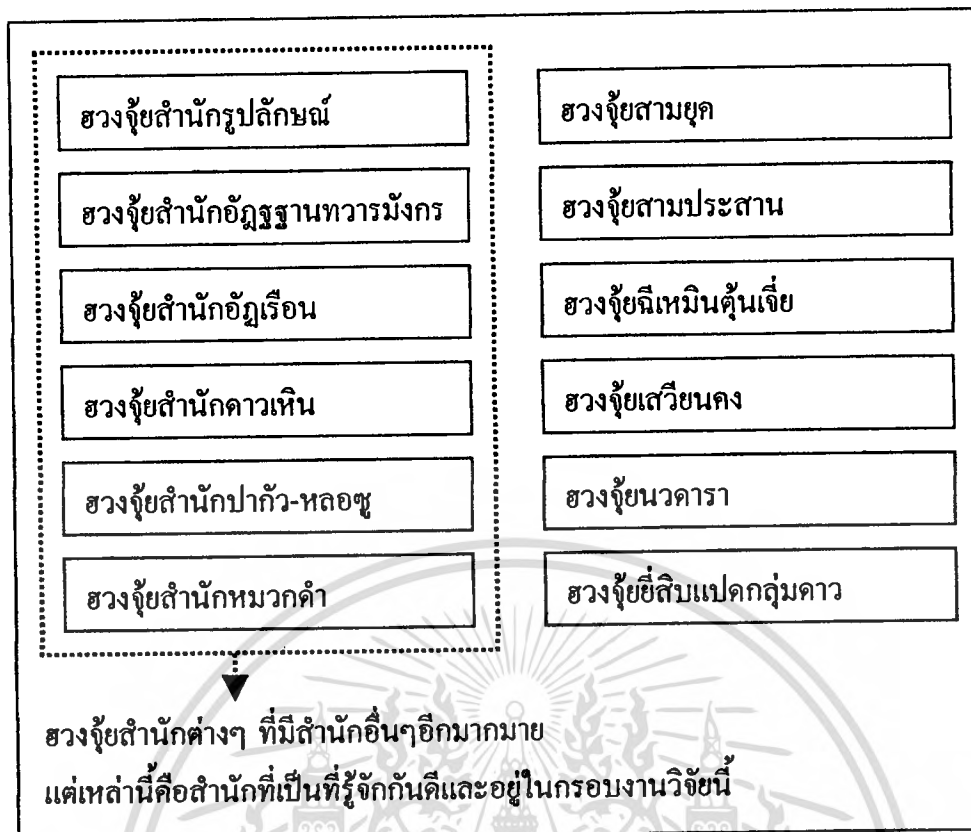 ฮวงจุ้ยสำนักรูปลักษณ์
ฮวงจุ้ยสำนักอัฎฐฐานทวารมังกร
ฮวงจุ้ยสำนักอัฏเรือน
ฮวงจุ้ยสำนักดาวเหิน
ฮวงจุ้ยสำนักปากัว-หลอซู
ฮวงจุ้ยสำนักหมวกดำ
ฮวงจุ้ยสามยุค
ฮวงจุ้ยสามประสาน
ฮวงจุ้ยฉีเหมินตุ้นเจี่ย
ฮวงจุ้ยเสวียนคง
ฮวงจุ้ยนวดารา
ฮวงจุ้ยยี่สิบแปดกลุ่มดาว
ฮวงจุ้ยสำนักต่างๆ ที่มีสำนักอื่นๆอีกมากมาย
แต่เหล่านี้คือสำนักที่เป็นที่รู้จักกันดีและอยู่ในกรอบงานวิจัยนี้